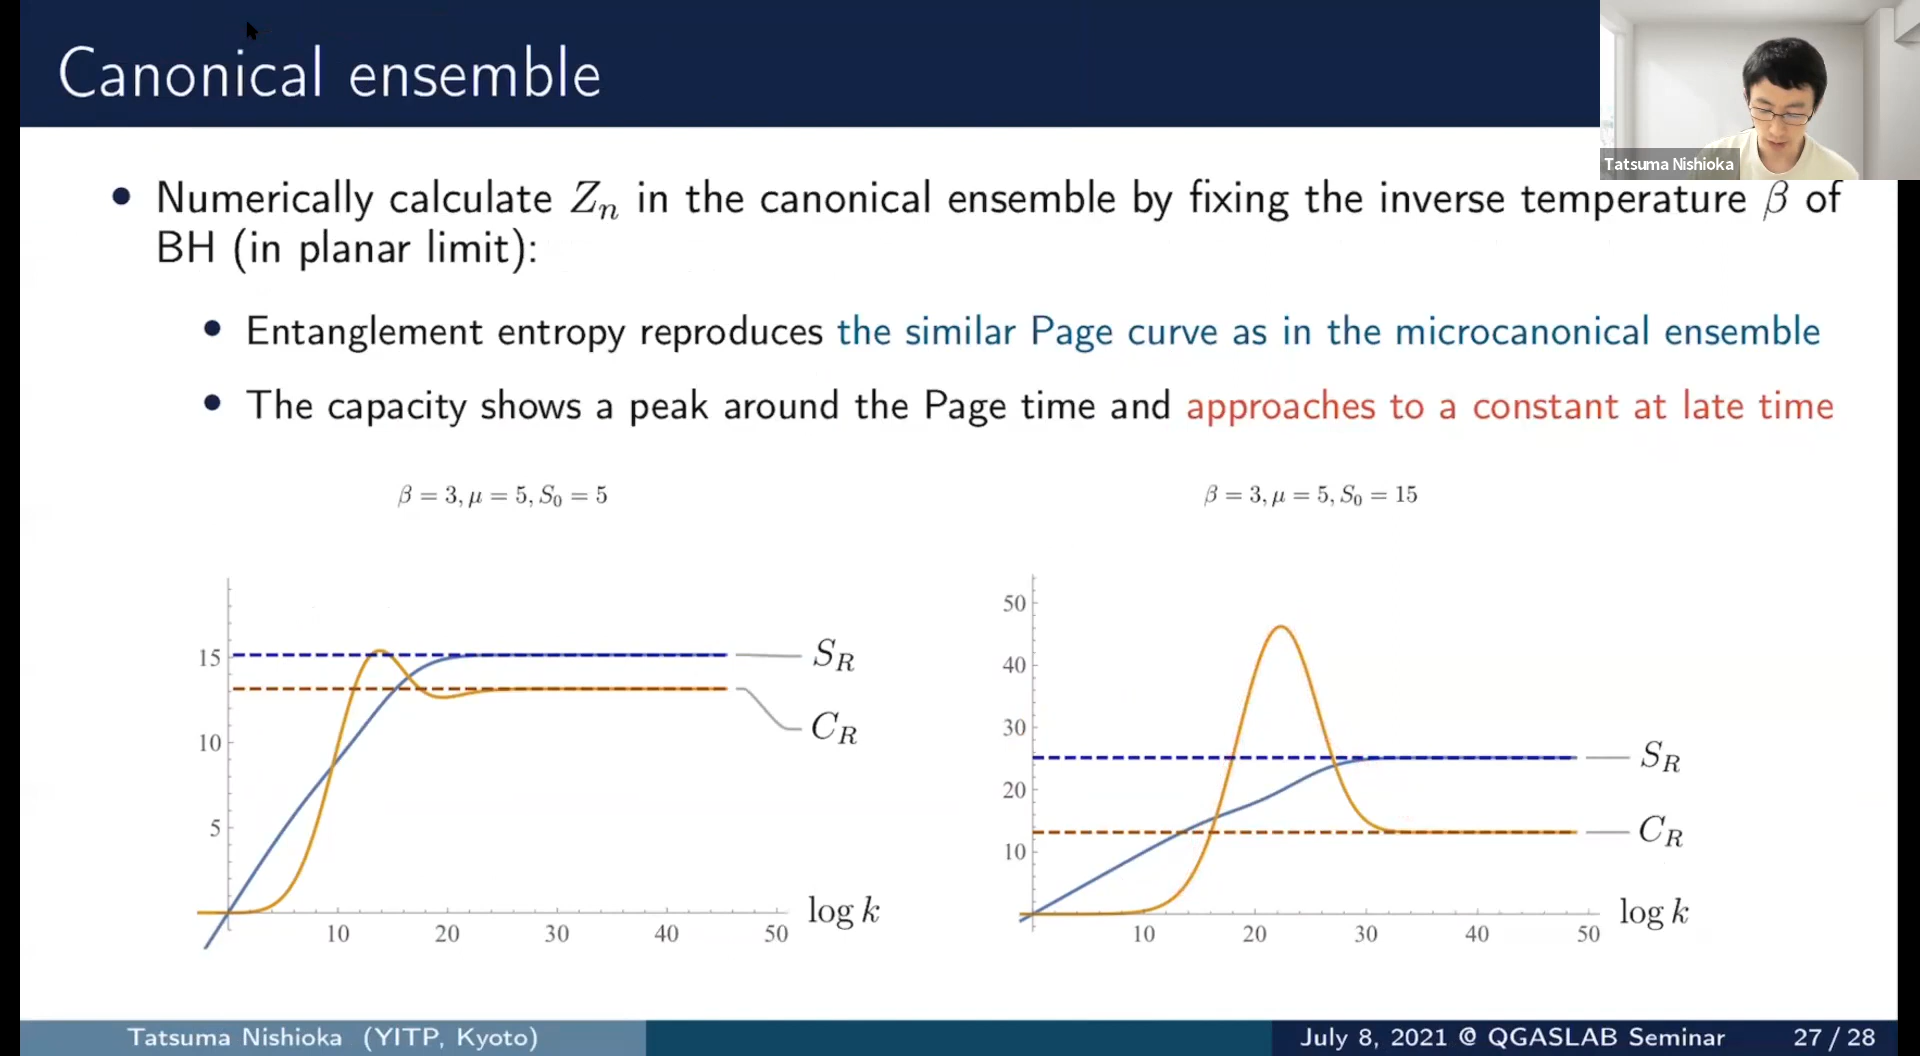 Canonical ensemble
Tatsuma Nishioka
• Numerically calculate Zₙ in the canonical ensemble by fixing the inverse temperature β of
BH (in planar limit):
• Entanglement entropy reproduces the similar Page curve as in the microcanonical ensemble
• The capacity shows a peak around the Page time and approaches to a constant at late time
β = 3, μ = 5, S₀ = 5
15
10
5
10 20 30 40 50
S_R
C_R
log k
β = 3, μ = 5, S₀ = 15
50
40
30
20
10
10 20 30 40 50
S_R
C_R
log k
Tatsuma Nishioka (YITP, Kyoto) July 8, 2021 @ QGASLAB Seminar 27 / 28